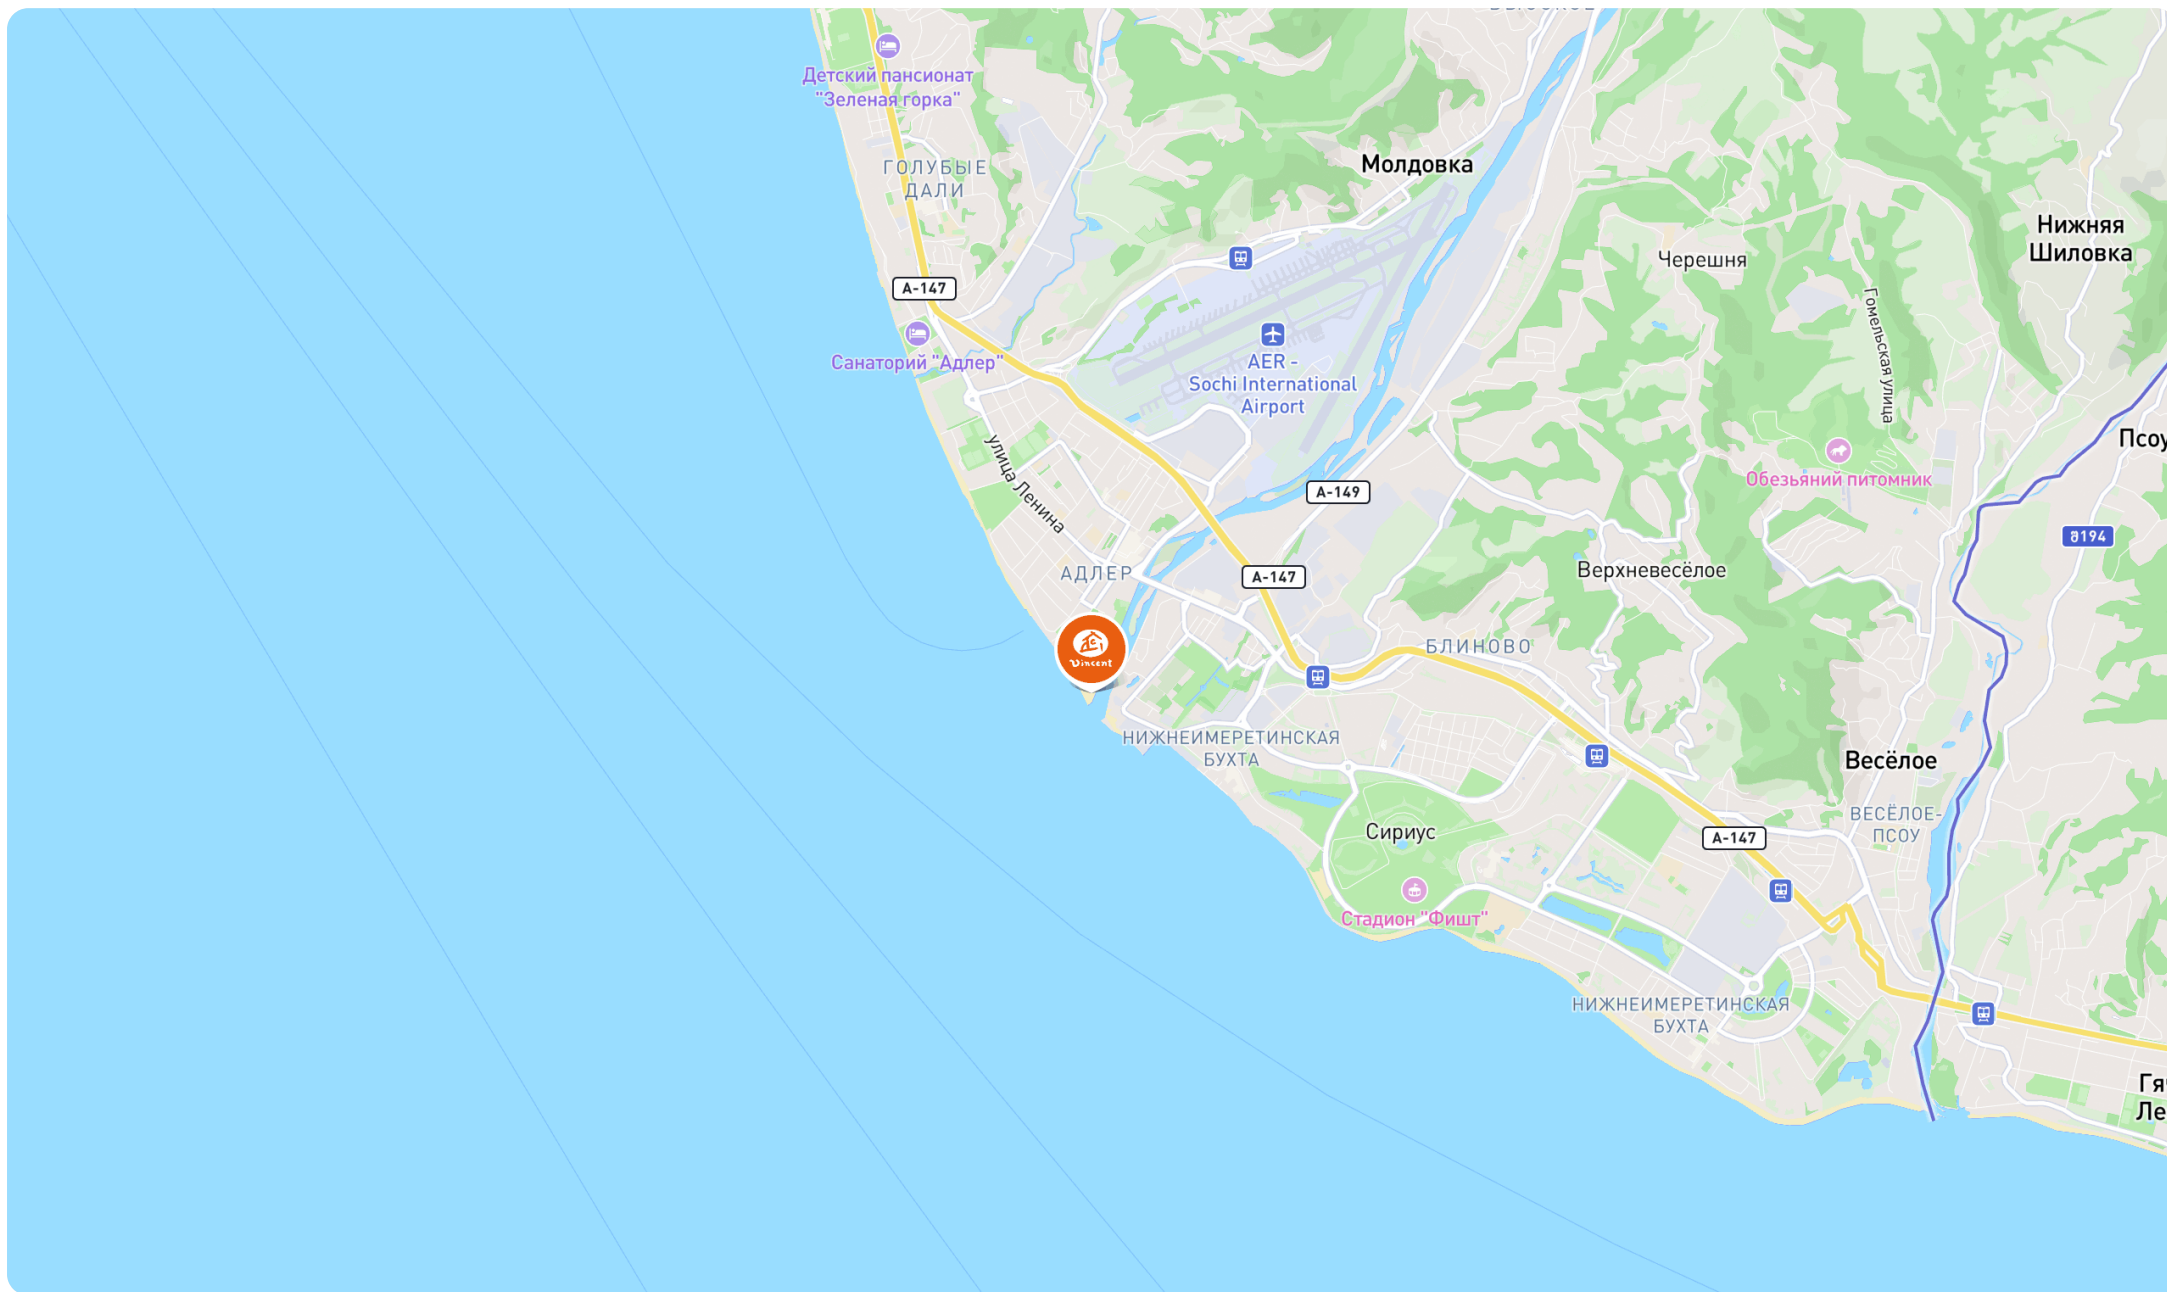 Детский пансионат
"Зеленая горка"
ГОЛУБЫЕ
ДАЛИ
Молдовка
Нижняя
Шиловка
Черешня
A-147
Гомельская улица
Санаторий "Адлер"
AER -
Sochi International
Airport
Псоу
улица Ленина
Обезьяний питомник
A-149
შ194
АДЛЕР
A-147
Верхневесёлое
Vincent
БЛИНОВО
НИЖНЕИМЕРЕТИНСКАЯ
БУХТА
Весёлое
ВЕСЁЛОЕ-
ПСОУ
Сириус
A-147
Стадион "Фишт"
НИЖНЕИМЕРЕТИНСКАЯ
БУХТА